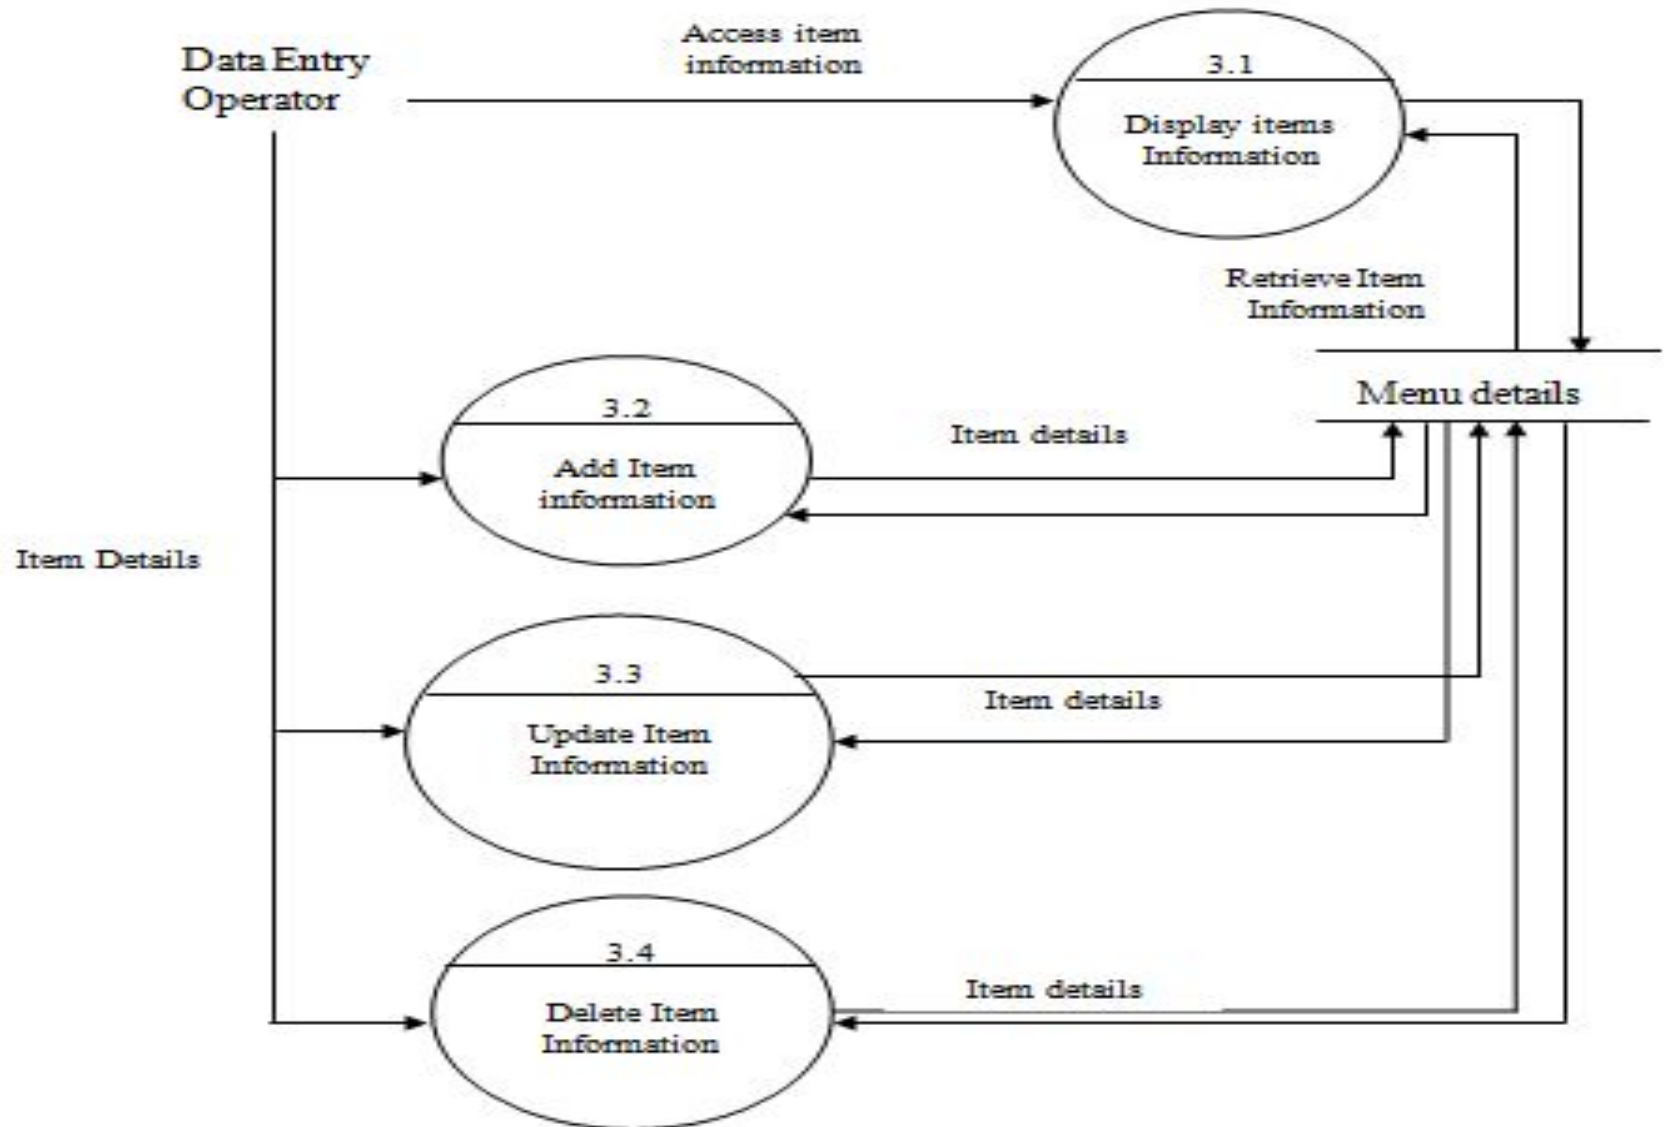 Data Entry
Operator
Access item
information
3.1
Display items
Information
Retrieve Item
Information
Menu details
3.2
Add Item
information
Item details
Item Details
3.3
Update Item
Information
Item details
3.4
Delete Item
Information
Item details